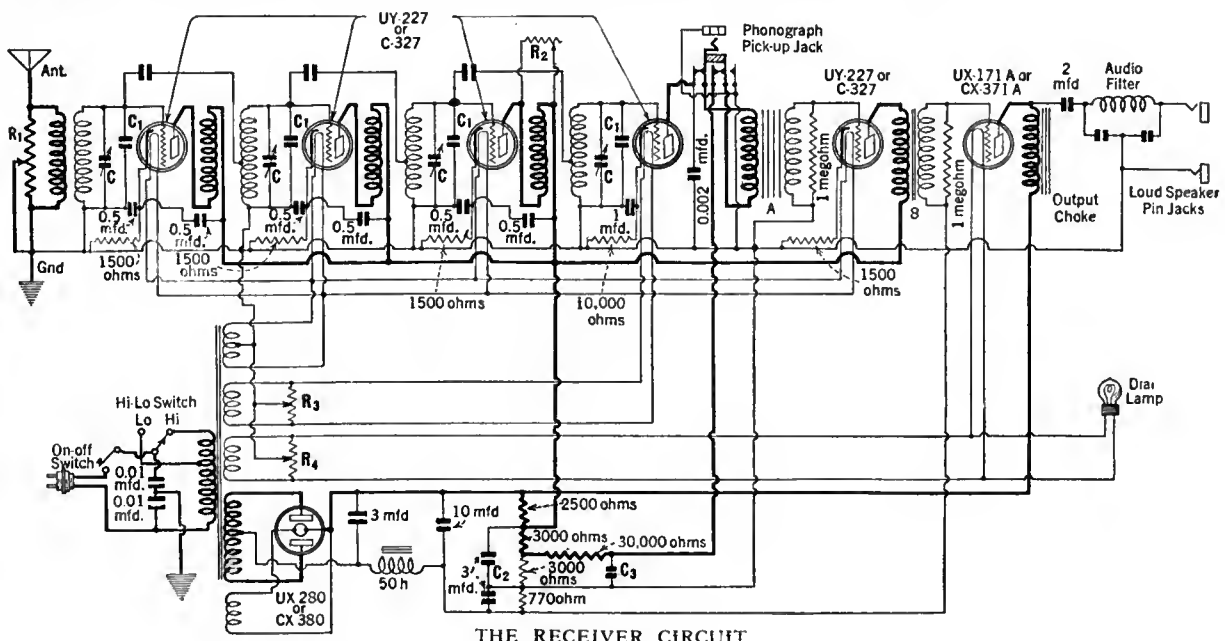 UY-227
or
C-327
Ant.
R1
C1
C
C1
C
C1
C
R2
C1
C
Phonograph
Pick-up Jack
UY-227 or
C-327
UX-171 A or
CX-371 A
2
mfd
Audio
Filter
0.002 mfd.
A
1 megohm
8
1 megohm
Output
Choke
Loud Speaker
Pin Jacks
0.5
mfd.
0.5
mfd.
0.5
mfd.
0.5
mfd.
0.5
mfd.
0.5
mfd.
1
mfd.
Gnd
1500
ohms
1500
ohms
1500 ohms
10,000
ohms
1500
ohms
Hi-Lo Switch
Lo
Hi
On-off
Switch
0.01
mfd.
0.01
mfd.
R3
R4
Dial
Lamp
3 mfd
10 mfd
2500 ohms
3000 ohms
30,000 ohms
C2
3
mfd.
3000
ohms
C3
770 ohm
50 h
UX 280
or
CX 380
THE RECEIVER CIRCUIT